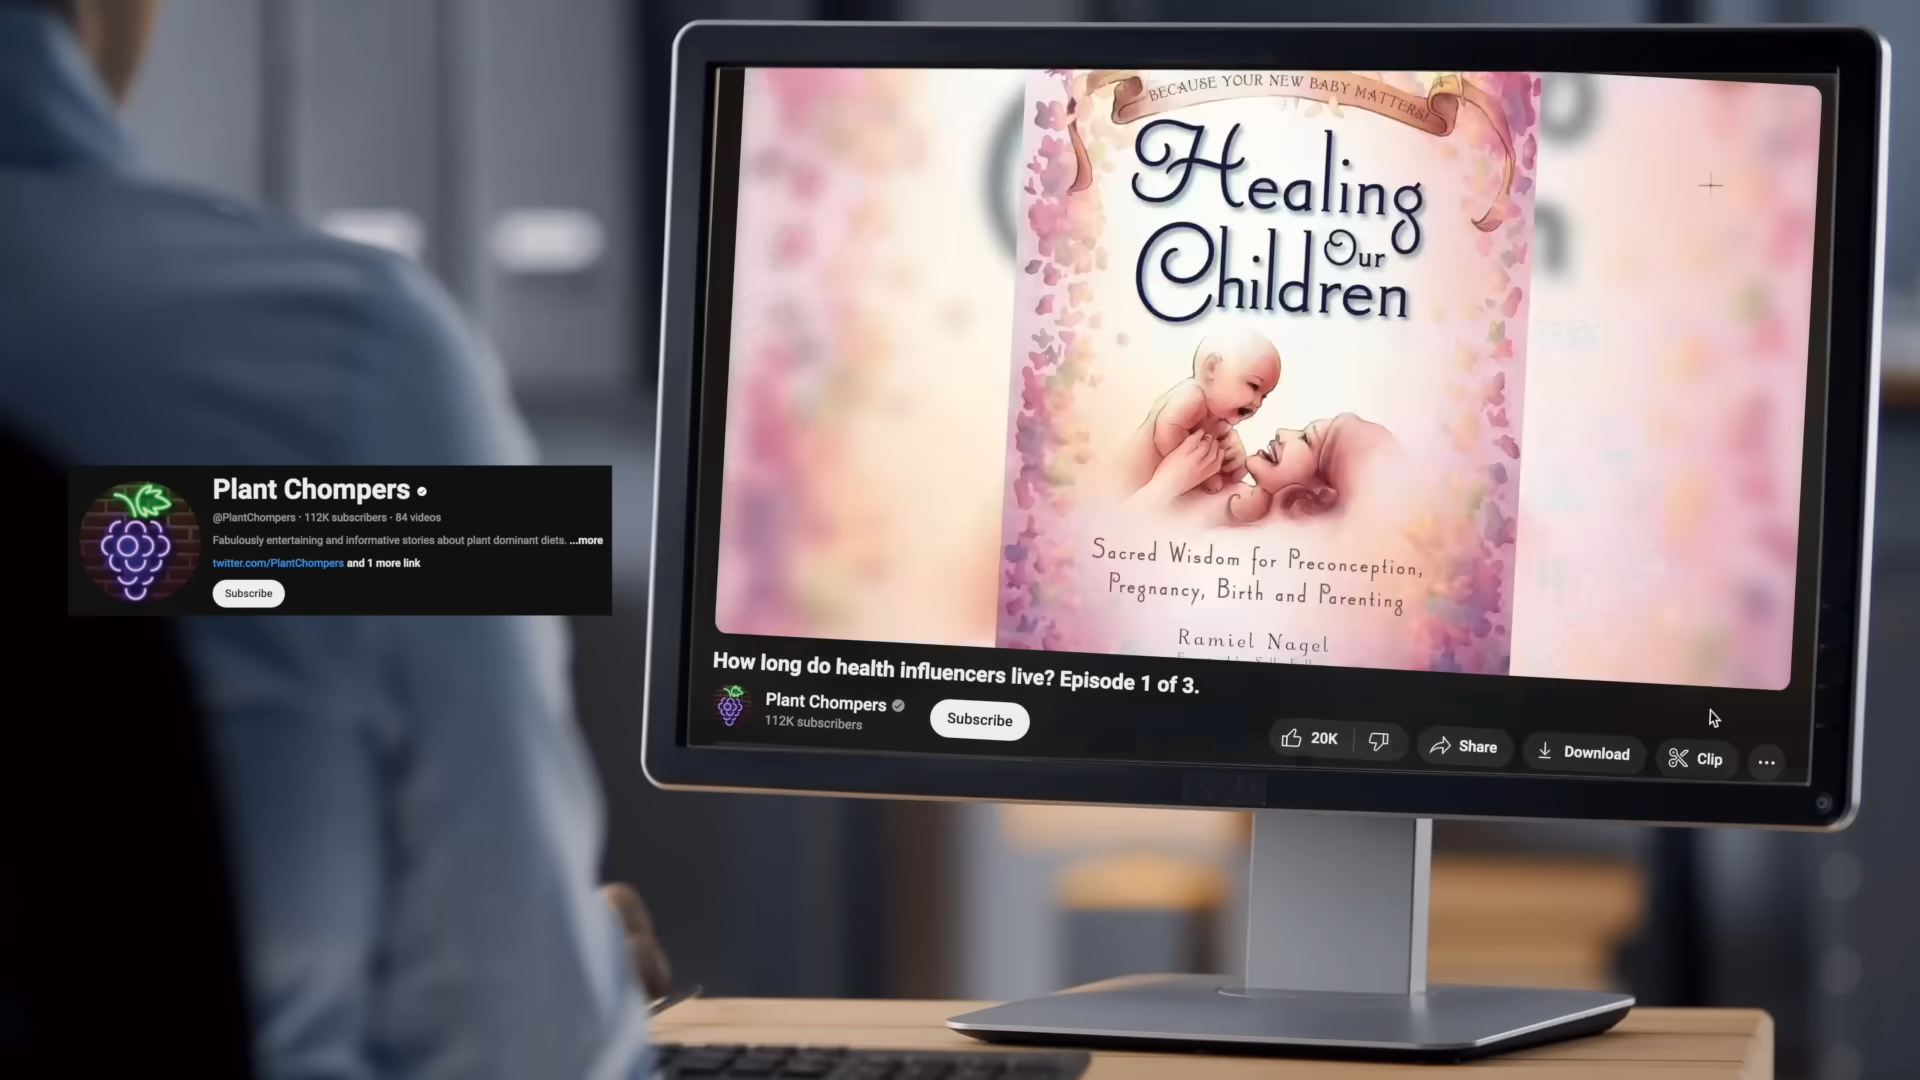 Plant Chompers
@PlantChompers · 112K subscribers · 84 videos
Fabulously entertaining and informative stories about plant dominant diets. ...more
twitter.com/PlantChompers and 1 more link
Subscribe
BECAUSE YOUR NEW BABY MATTERS!
Healing
Our
Children
Sacred Wisdom for Preconception,
Pregnancy, Birth and Parenting
Ramiel Nagel
How long do health influencers live? Episode 1 of 3.
Plant Chompers
112K subscribers
Subscribe
20K
Share
Download
Clip